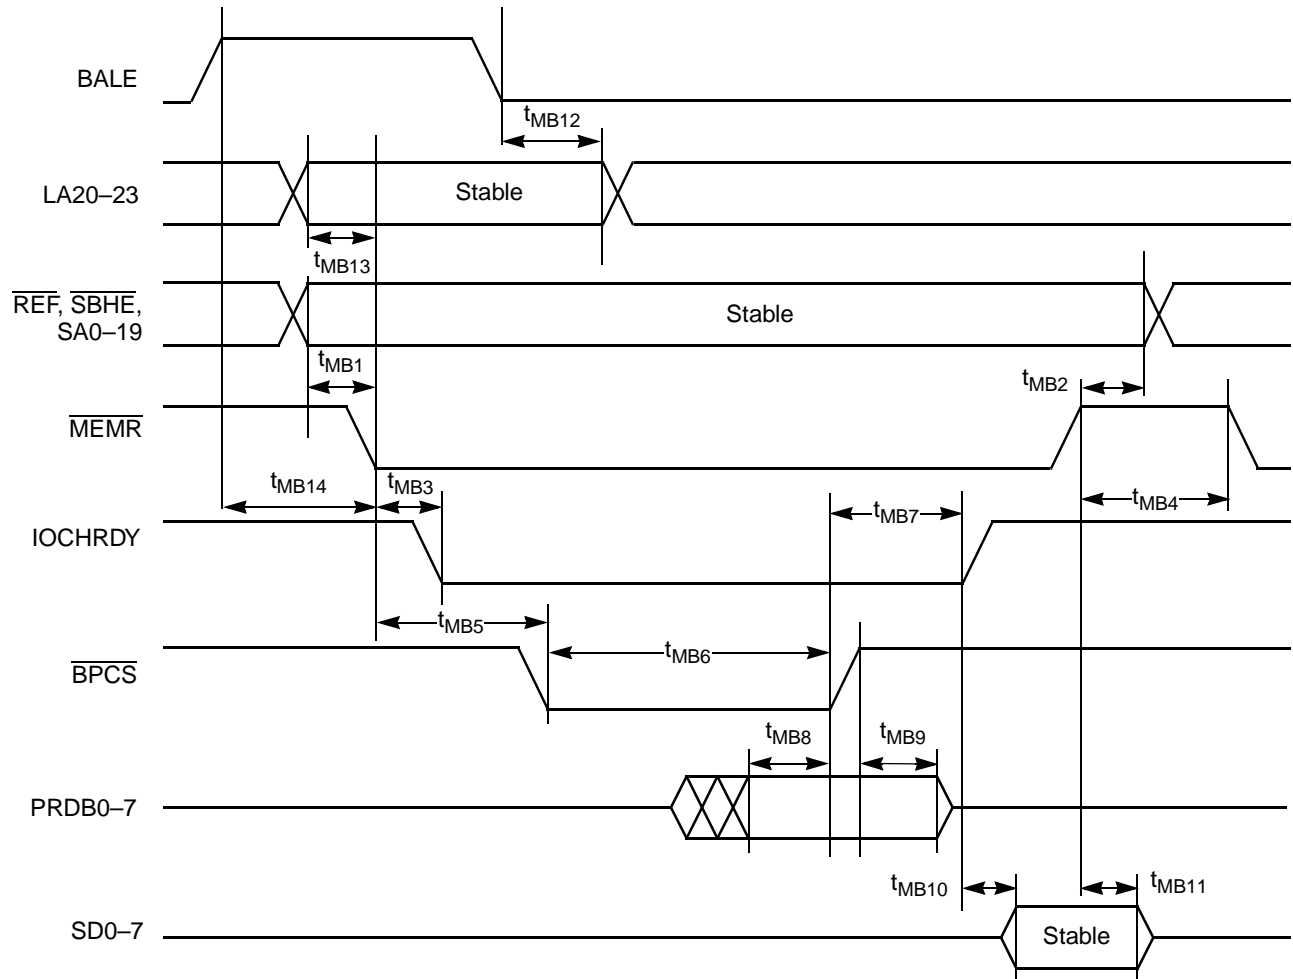 BALE
tMB12
LA20–23
Stable
tMB13
REF, SBHE,
SA0–19
Stable
tMB1
tMB2
MEMR
tMB14
tMB3
tMB4
tMB7
IOCHRDY
tMB5
tMB6
BPCS
tMB8
tMB9
PRDB0–7
tMB10
tMB11
SD0–7
Stable